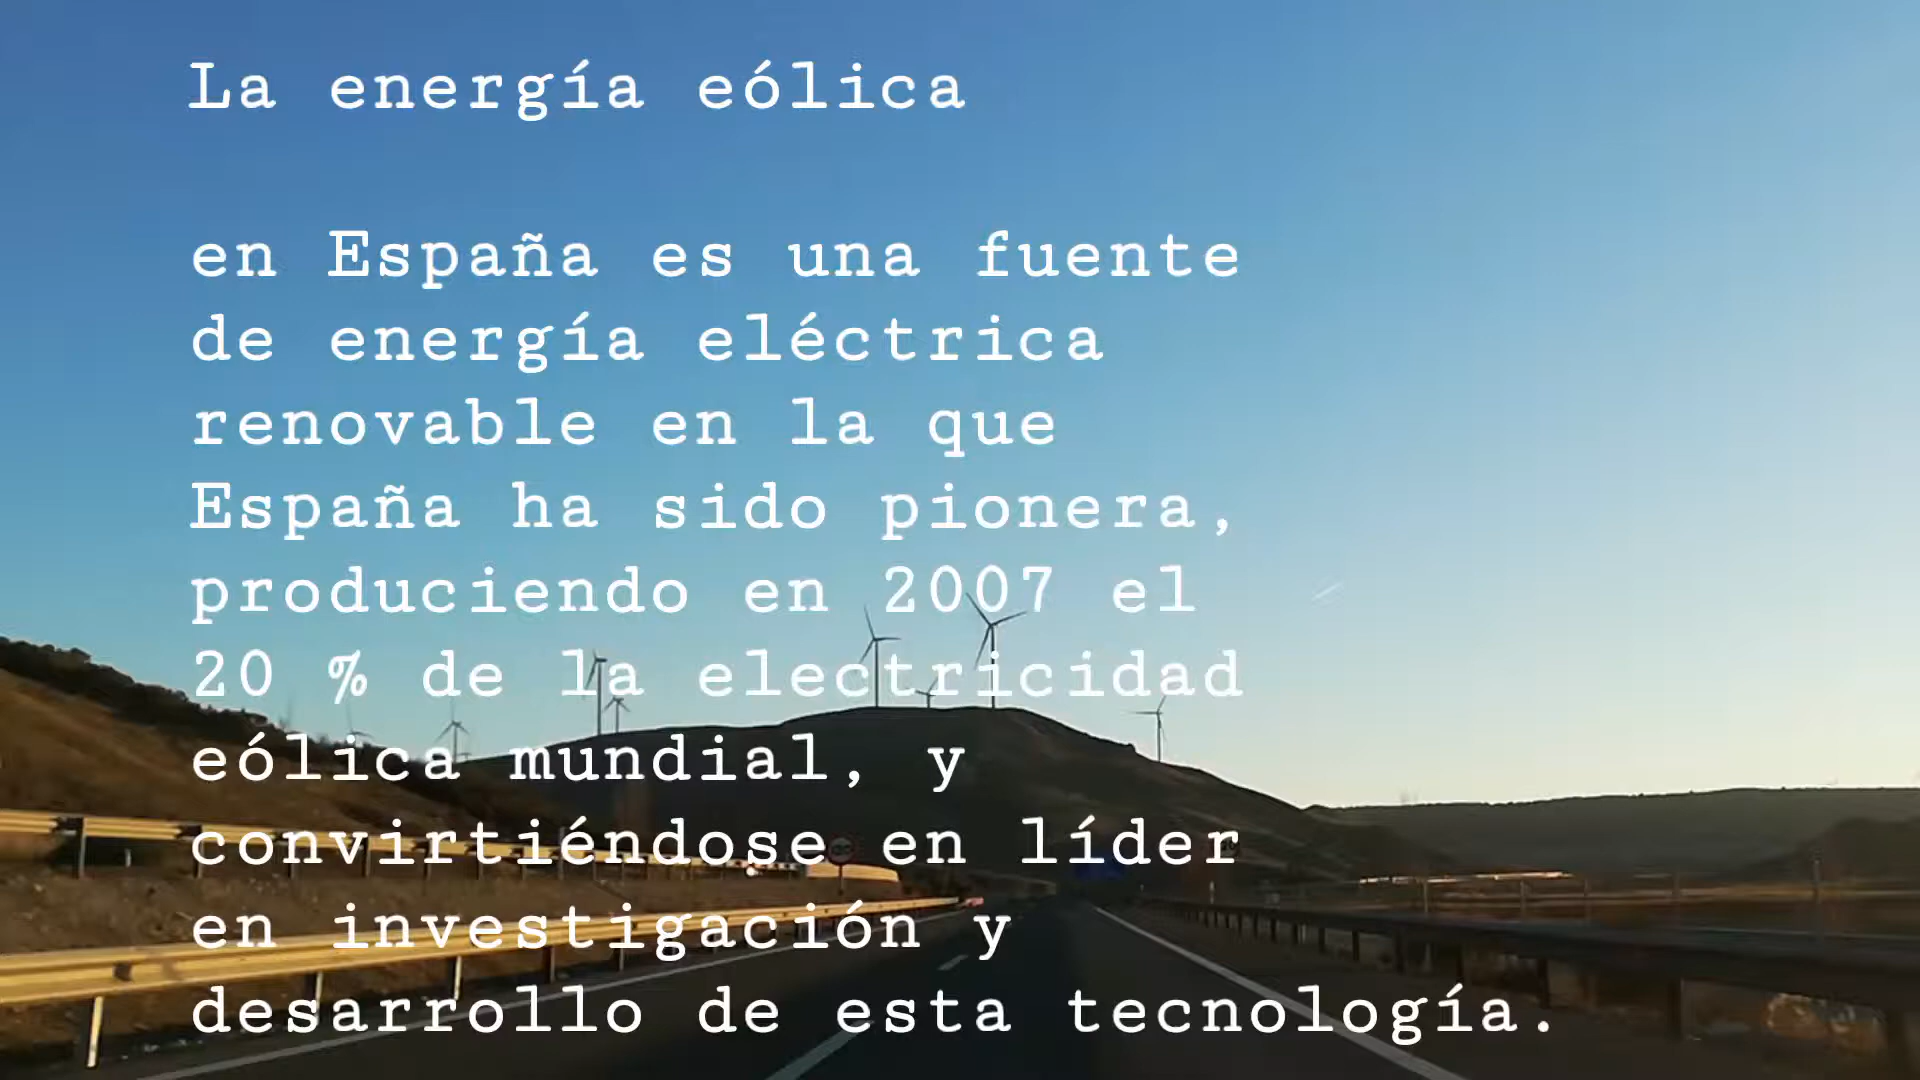 La energía eólica
en España es una fuente
de energía eléctrica
renovable en la que
España ha sido pionera,
produciendo en 2007 el
20 % de la electricidad
eólica mundial, y
convirtiéndose en líder
en investigación y
desarrollo de esta tecnología.